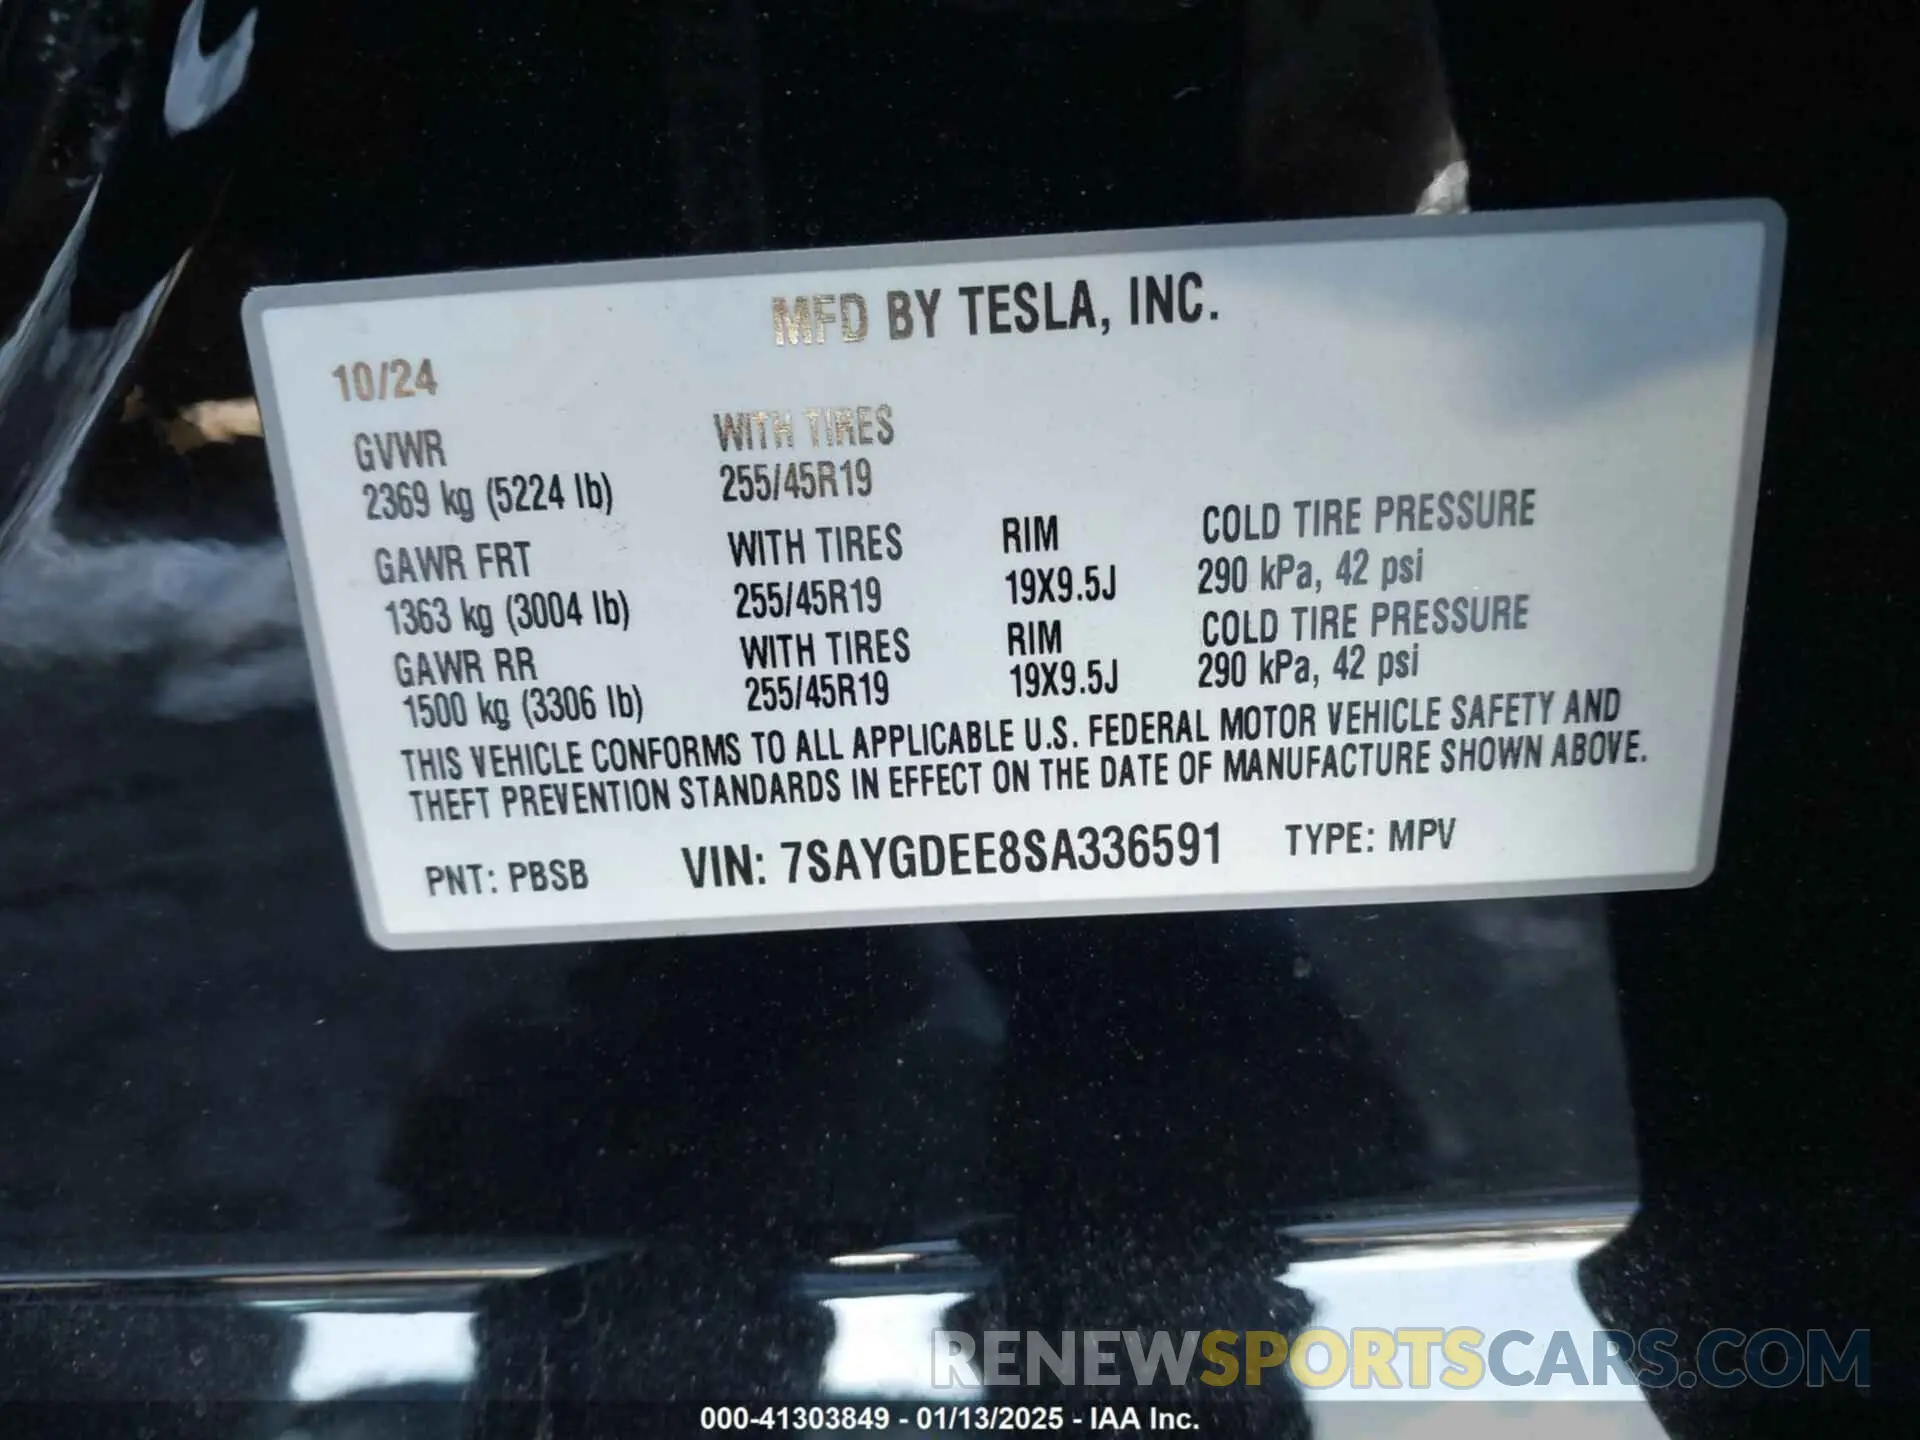 MFD BY TESLA, INC.
10/24
GVWR WITH TIRES
2369 kg (5224 lb) 255/45R19
GAWR FRT WITH TIRES RIM COLD TIRE PRESSURE
1363 kg (3004 lb) 255/45R19 19X9.5J 290 kPa, 42 psi
GAWR RR WITH TIRES RIM COLD TIRE PRESSURE
1500 kg (3306 lb) 255/45R19 19X9.5J 290 kPa, 42 psi
THIS VEHICLE CONFORMS TO ALL APPLICABLE U.S. FEDERAL MOTOR VEHICLE SAFETY AND
THEFT PREVENTION STANDARDS IN EFFECT ON THE DATE OF MANUFACTURE SHOWN ABOVE.
PNT: PBSB VIN: 7SAYGDEE8SA336591 TYPE: MPV
RENEWSPORTSCARS.COM
000-41303849 - 01/13/2025 - IAA Inc.